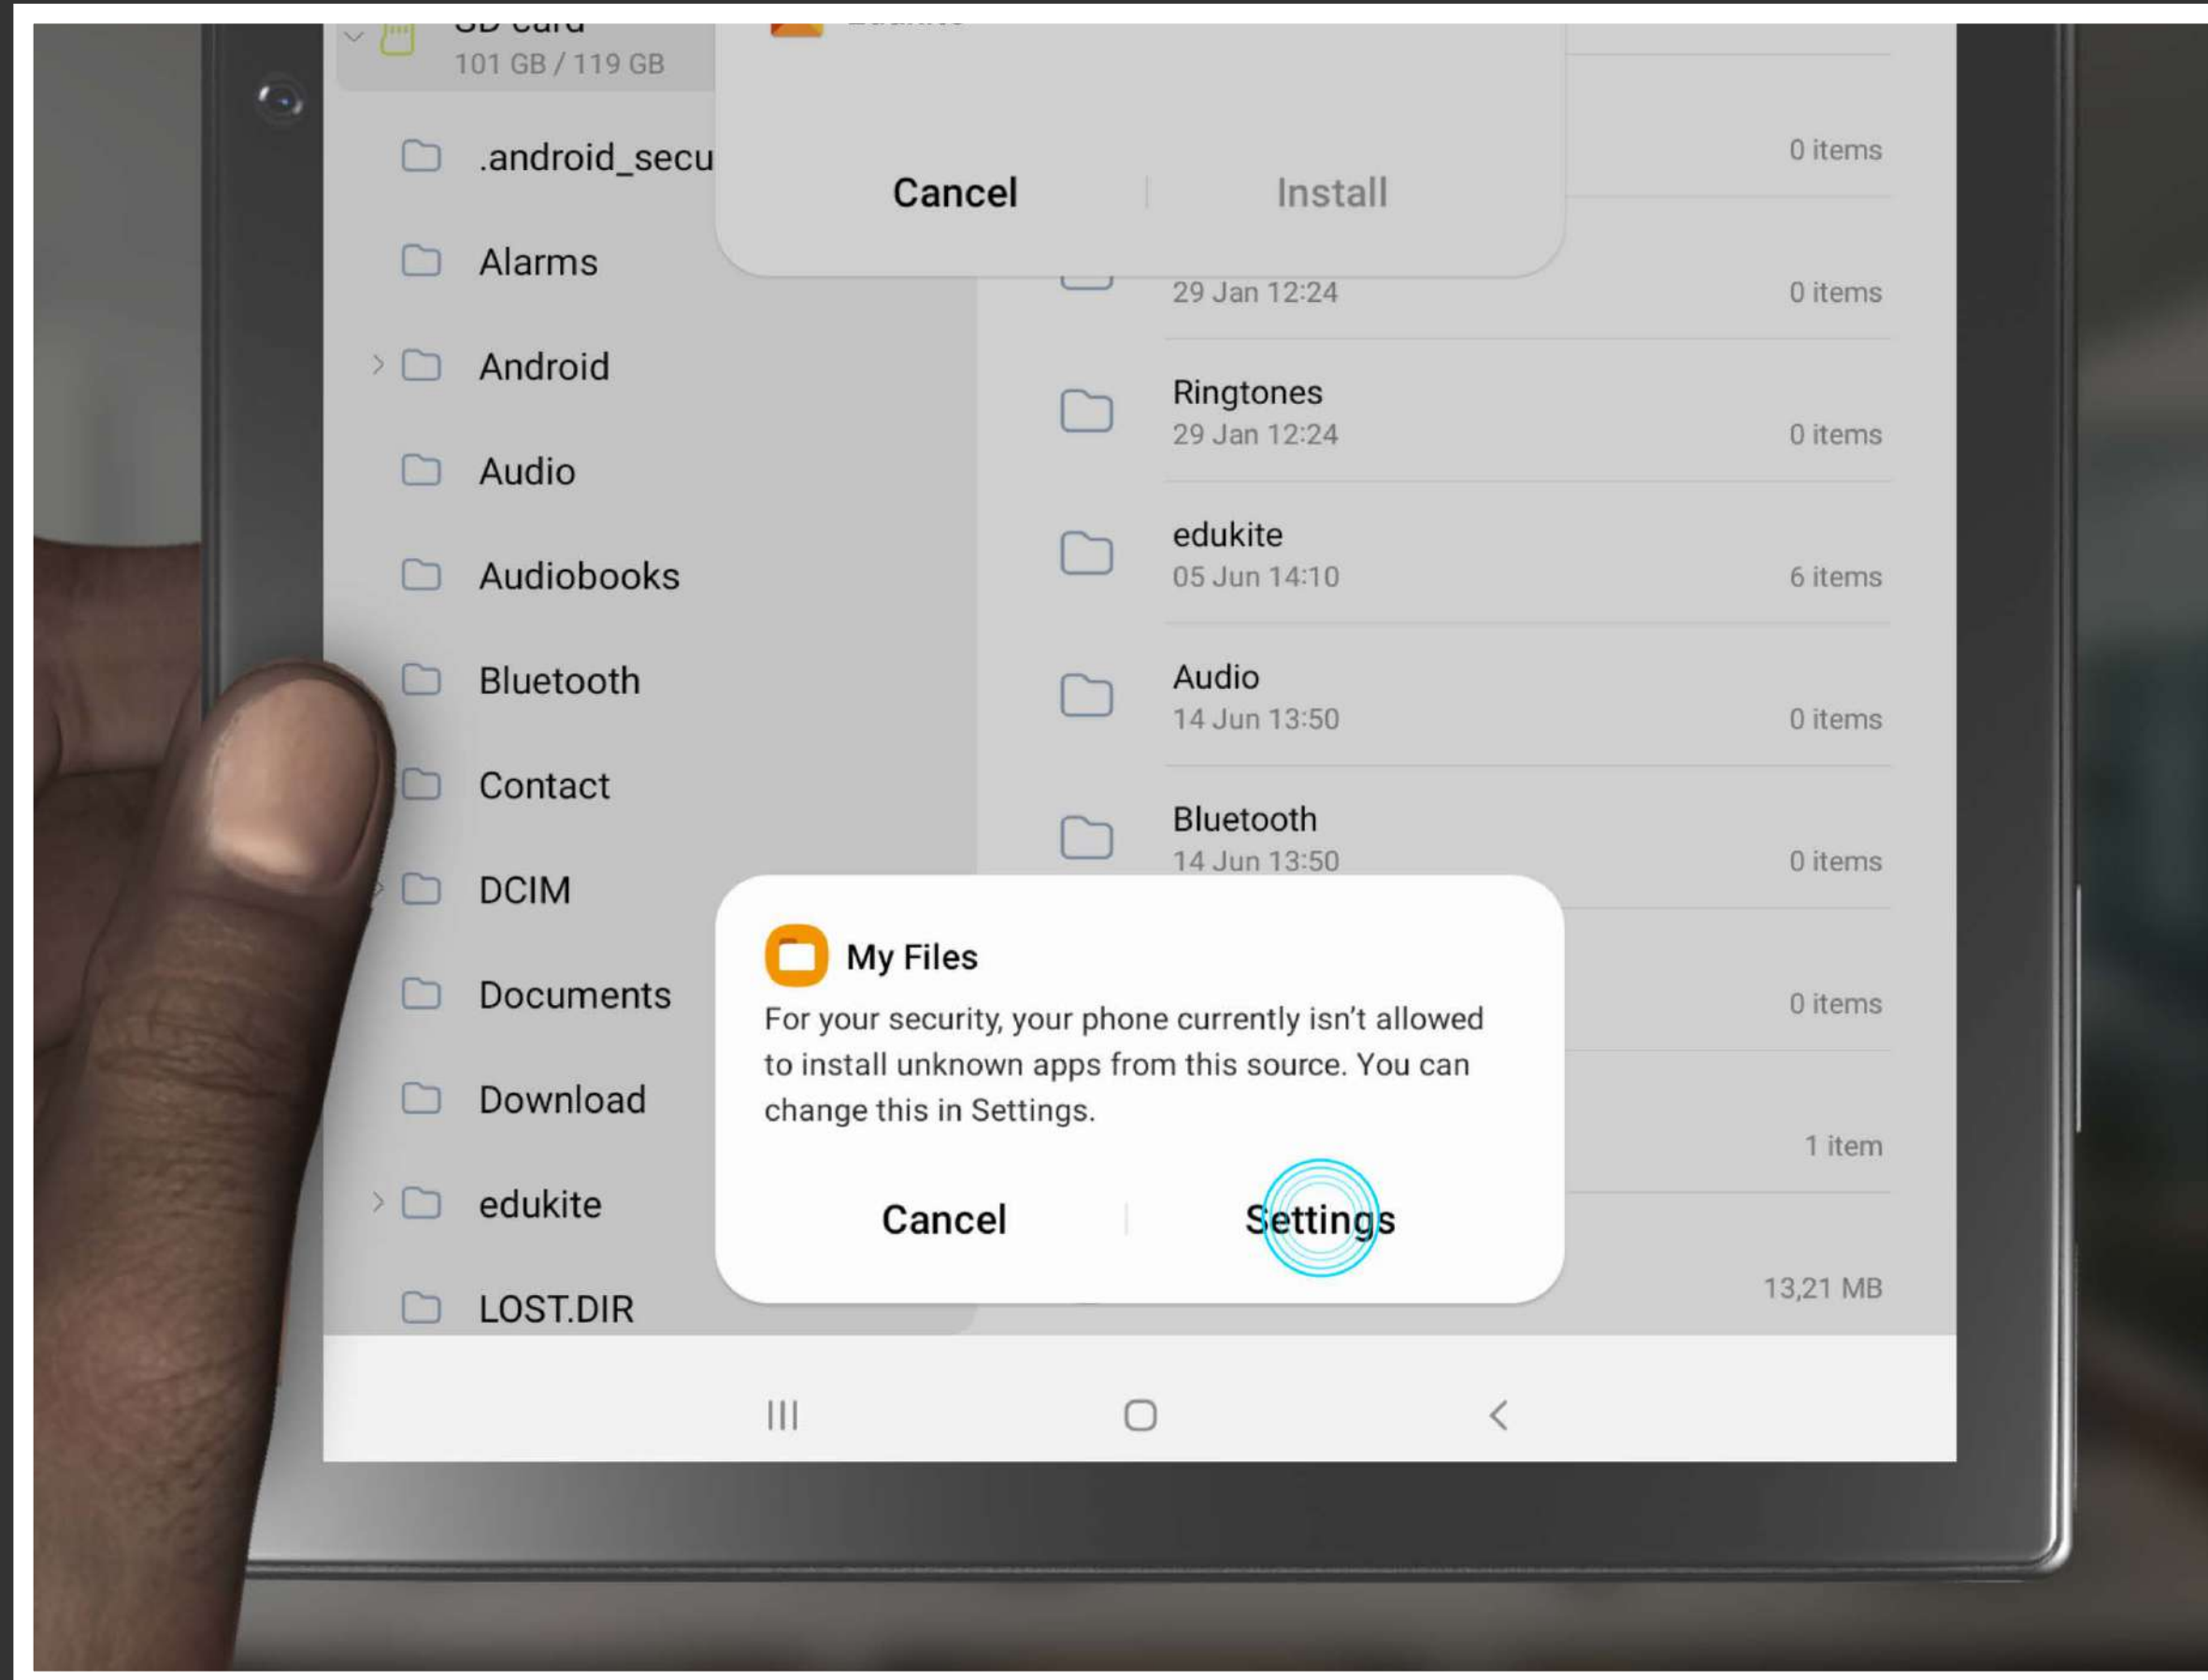 SD card
101 GB / 119 GB
.android_secu
Alarms
Android
Audio
Audiobooks
Bluetooth
Contact
DCIM
Documents
Download
edukite
LOST.DIR
Cancel
Install
0 items
29 Jan 12:24
0 items
Ringtones
29 Jan 12:24
0 items
edukite
05 Jun 14:10
6 items
Audio
14 Jun 13:50
0 items
Bluetooth
14 Jun 13:50
0 items
0 items
1 item
13,21 MB
My Files
For your security, your phone currently isn't allowed
to install unknown apps from this source. You can
change this in Settings.
Cancel
Settings